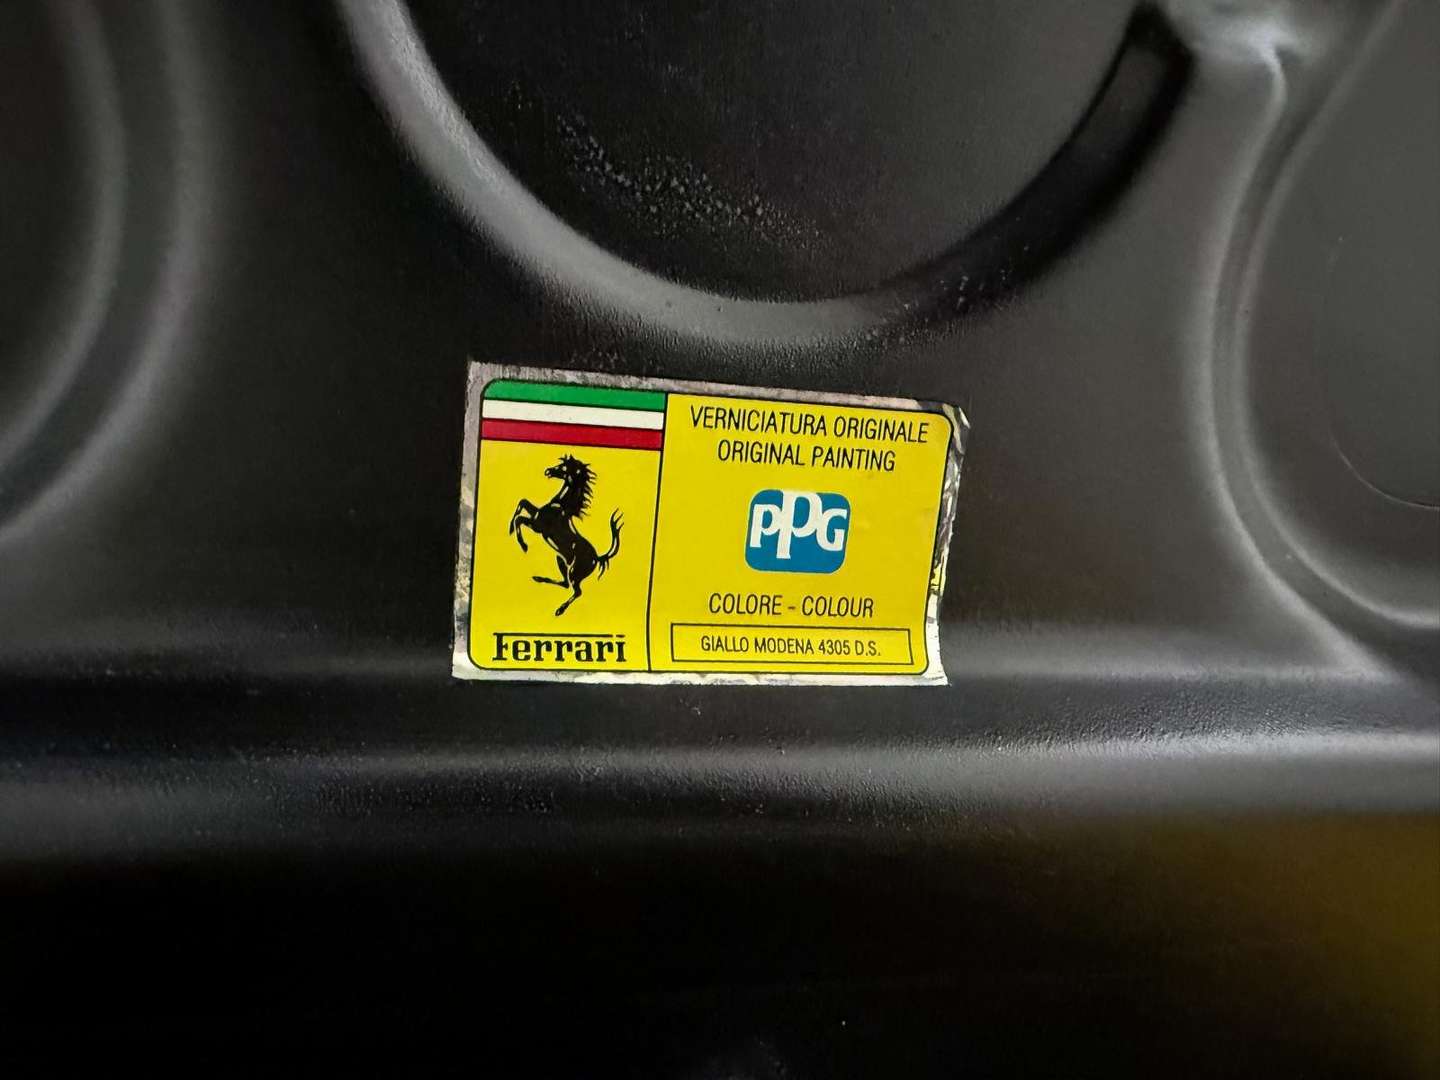 VERNICIATURA ORIGINALE
ORIGINAL PAINTING
PPG
COLORE - COLOUR
GIALLO MODENA 4305 D.S.
Ferrari